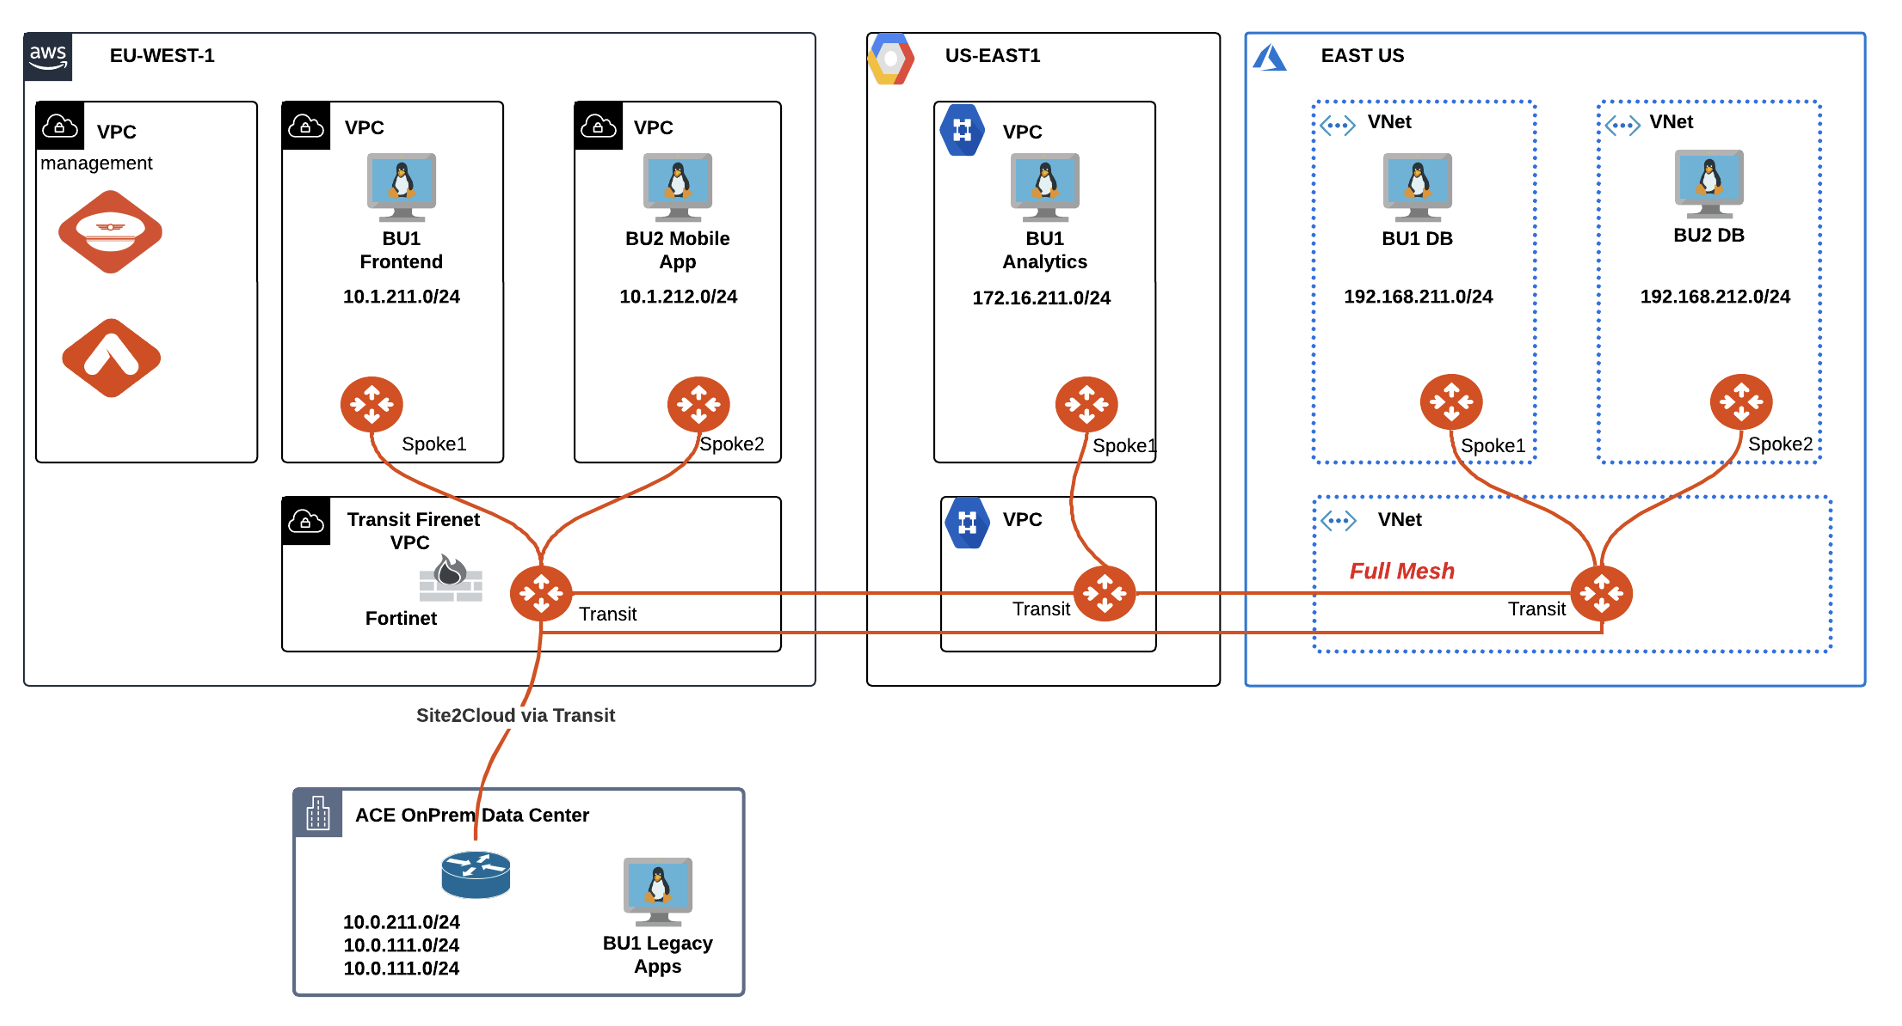 aws
EU-WEST-1
VPC
management
VPC
BU1
Frontend
10.1.211.0/24
Spoke1
VPC
BU2 Mobile
App
10.1.212.0/24
Spoke2
Transit Firenet
VPC
Fortinet
Transit
US-EAST1
VPC
BU1
Analytics
172.16.211.0/24
Spoke1
VPC
Transit
EAST US
VNet
BU1 DB
192.168.211.0/24
Spoke1
VNet
BU2 DB
192.168.212.0/24
Spoke2
VNet
Full Mesh
Transit
Site2Cloud via Transit
ACE OnPrem Data Center
10.0.211.0/24
10.0.111.0/24
10.0.111.0/24
BU1 Legacy
Apps